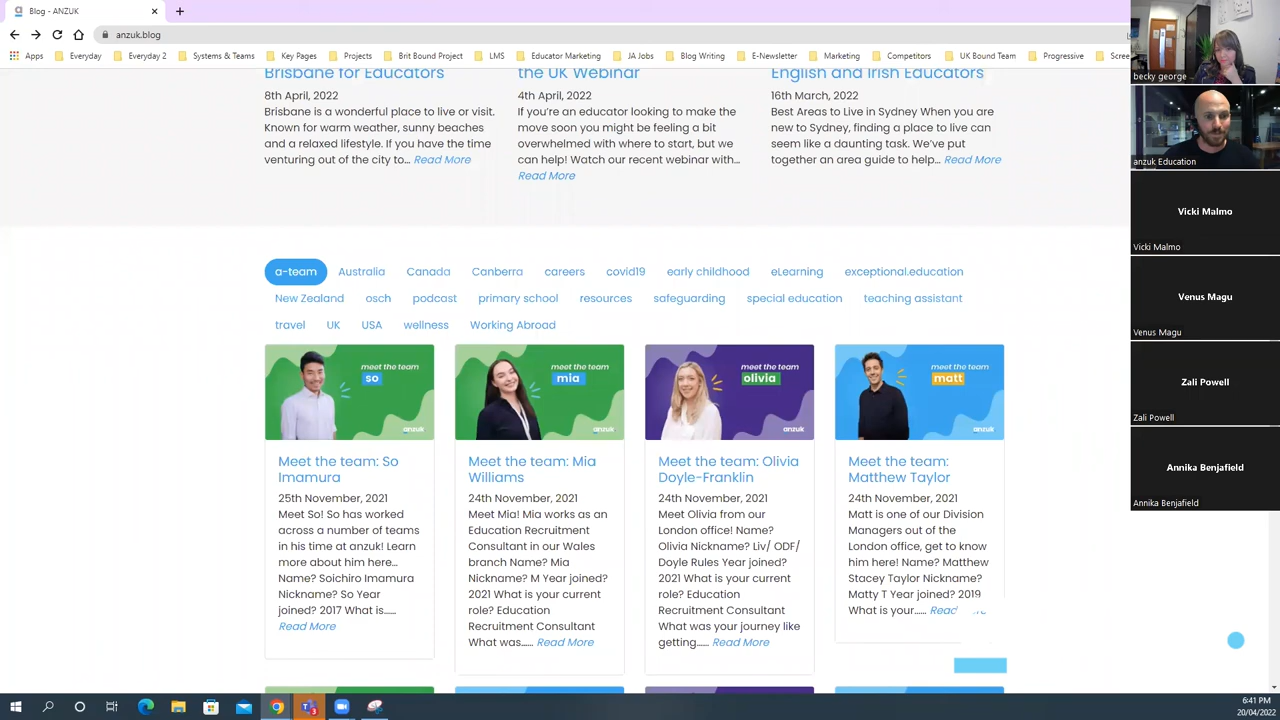 Blog - ANZUK
anzuk.blog
Apps Everyday Everyday 2 Systems & Teams Key Pages Projects Brit Bound Project LMS Educator Marketing JA Jobs Blog Writing E-Newsletter Marketing Competitors UK Bound Team Progressive Scree
Brisbane for Educators
8th April, 2022
Brisbane is a wonderful place to live or visit.
Known for warm weather, sunny beaches
and a relaxed lifestyle. If you have the time
venturing out of the city to... Read More
the UK Webinar
4th April, 2022
If you're an educator looking to make the
move soon you might be feeling a bit
overwhelmed with where to start, but we
can help! Watch our recent webinar with...
Read More
English and Irish Educators
16th March, 2022
Best Areas to Live in Sydney When you are
new to Sydney, finding a place to live can
seem like a daunting task. We've put
together an area guide to help... Read More
a-team Australia Canada Canberra careers covid19 early childhood eLearning exceptional.education
New Zealand osch podcast primary school resources safeguarding special education teaching assistant
travel UK USA wellness Working Abroad
meet the team
so
anzuk
Meet the team: So
Imamura
25th November, 2021
Meet So! So has worked
across a number of teams
in his time at anzuk! Learn
more about him here...
Name? Soichiro Imamura
Nickname? So Year
joined? 2017 What is......
Read More
meet the team
mia
anzuk
Meet the team: Mia
Williams
24th November, 2021
Meet Mia! Mia works as an
Education Recruitment
Consultant in our Wales
branch Name? Mia
Nickname? M Year joined?
2021 What is your current
role? Education
Recruitment Consultant
What was...... Read More
meet the team
olivia
anzuk
Meet the team: Olivia
Doyle-Franklin
24th November, 2021
Meet Olivia from our
London office! Name?
Olivia Nickname? Liv/ ODF/
Doyle Rules Year joined?
2021 What is your current
role? Education
Recruitment Consultant
What was your journey like
getting...... Read More
meet the team
matt
anzuk
Meet the team:
Matthew Taylor
24th November, 2021
Matt is one of our Division
Managers out of the
London office, get to know
him here! Name? Matthew
Stacey Taylor Nickname?
Matty T Year joined? 2019
What is your...... Read
becky george
anzuk Education
Vicki Malmo
Vicki Malmo
Venus Magu
Venus Magu
Zali Powell
Zali Powell
Annika Benjafield
Annika Benjafield
6:41 PM
20/04/2022